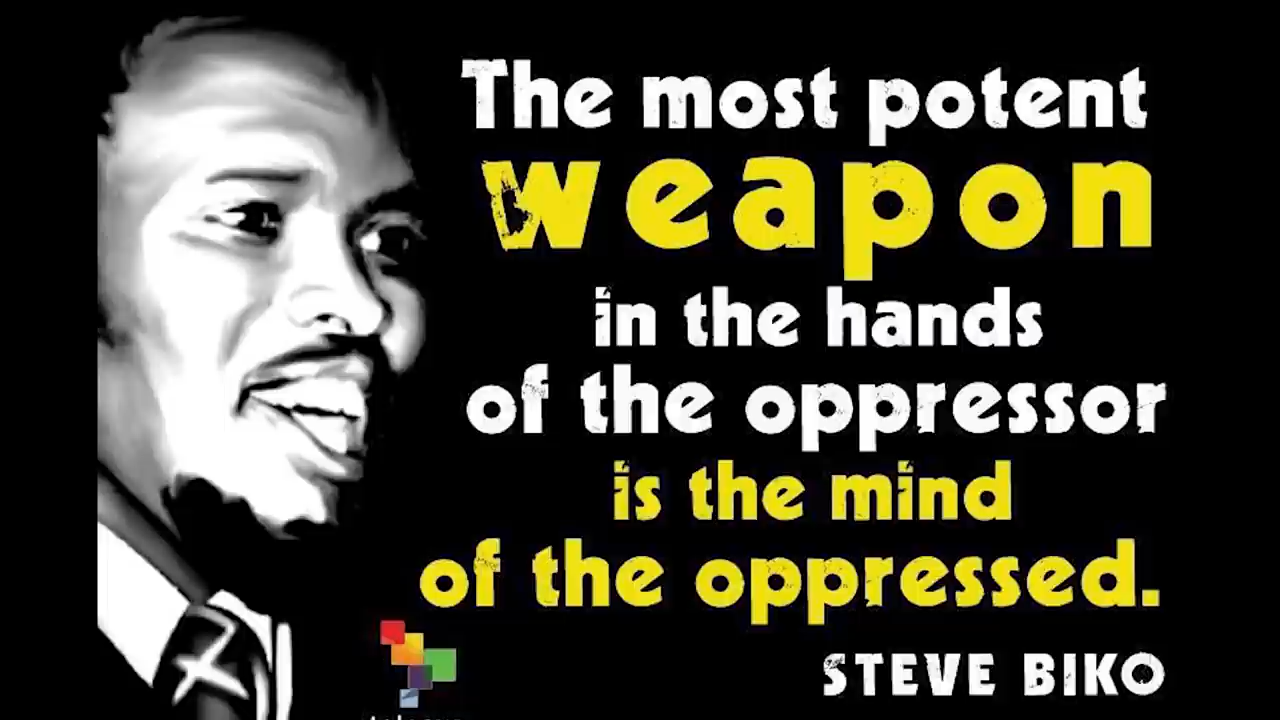 The most potent
weapon
in the hands
of the oppressor
is the mind
of the oppressed.
STEVE BIKO